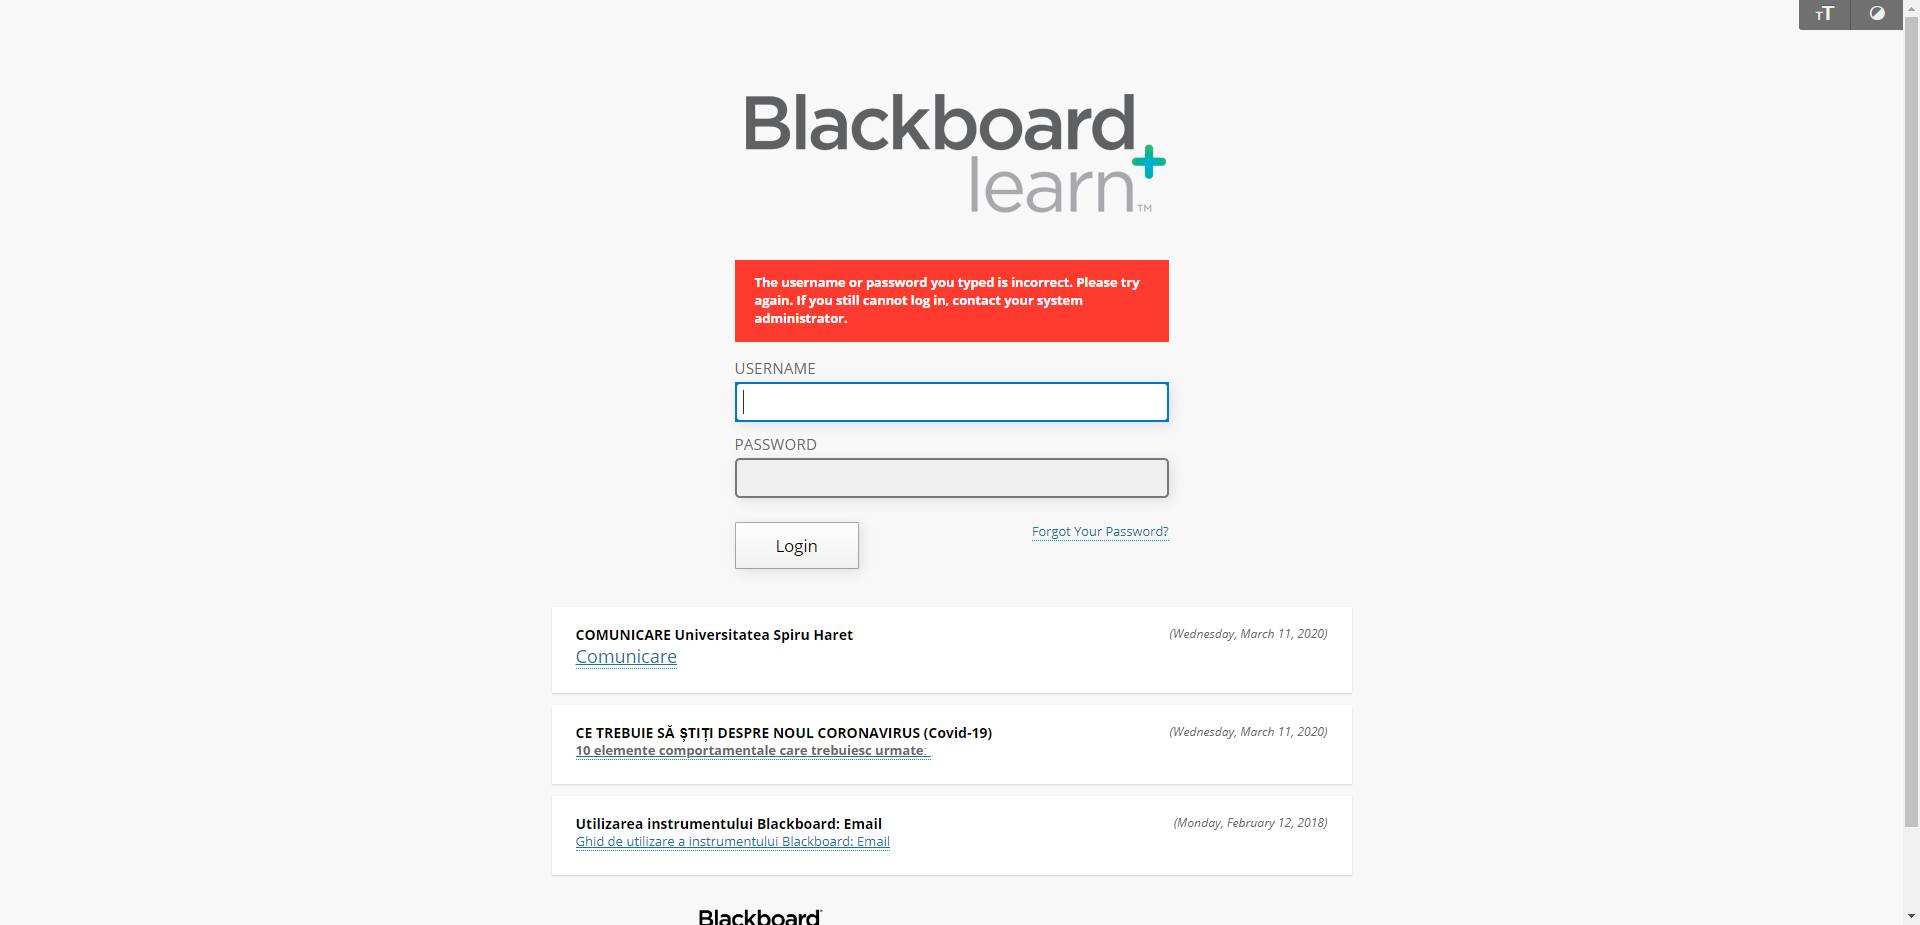 TT
Blackboard
learn
TM
The username or password you typed is incorrect. Please try
again. If you still cannot log in, contact your system
administrator.
USERNAME
PASSWORD
Login
Forgot Your Password?
COMUNICARE Universitatea Spiru Haret
(Wednesday, March 11, 2020)
Comunicare
CE TREBUIE SĂ ȘTIȚI DESPRE NOUL CORONAVIRUS (Covid-19)
(Wednesday, March 11, 2020)
10 elemente comportamentale care trebuiesc urmate:
Utilizarea instrumentului Blackboard: Email
(Monday, February 12, 2018)
Ghid de utilizare a instrumentului Blackboard: Email
Blackboard